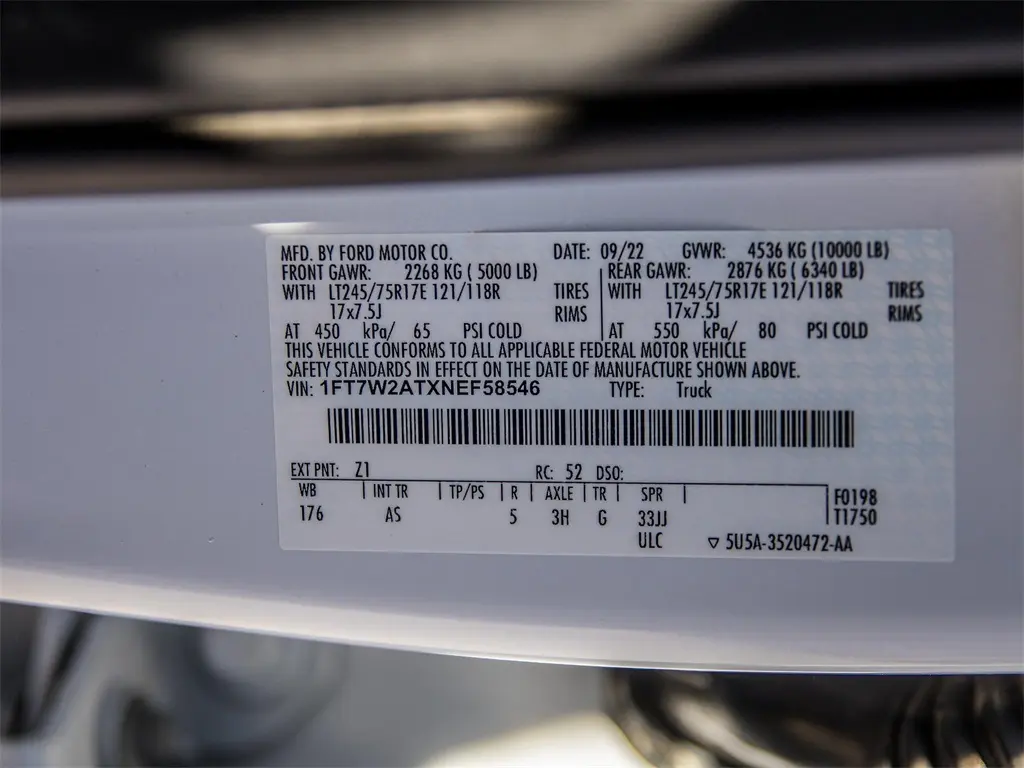 MFD. BY FORD MOTOR CO. DATE: 09/22 GVWR: 4536 KG (10000 LB)
FRONT GAWR: 2268 KG ( 5000 LB) REAR GAWR: 2876 KG ( 6340 LB)
WITH LT245/75R17E 121/118R TIRES WITH LT245/75R17E 121/118R TIRES
17x7.5J RIMS 17x7.5J RIMS
AT 450 kPa/ 65 PSI COLD AT 550 kPa/ 80 PSI COLD
THIS VEHICLE CONFORMS TO ALL APPLICABLE FEDERAL MOTOR VEHICLE
SAFETY STANDARDS IN EFFECT ON THE DATE OF MANUFACTURE SHOWN ABOVE.
VIN: 1FT7W2ATXNEF58546 TYPE: Truck
EXT PNT: Z1 RC: 52 DSO:
WB INT TR TP/PS R AXLE TR SPR F0198
176 AS 5 3H G 33JJ T1750
ULC ▽ 5U5A-3520472-AA